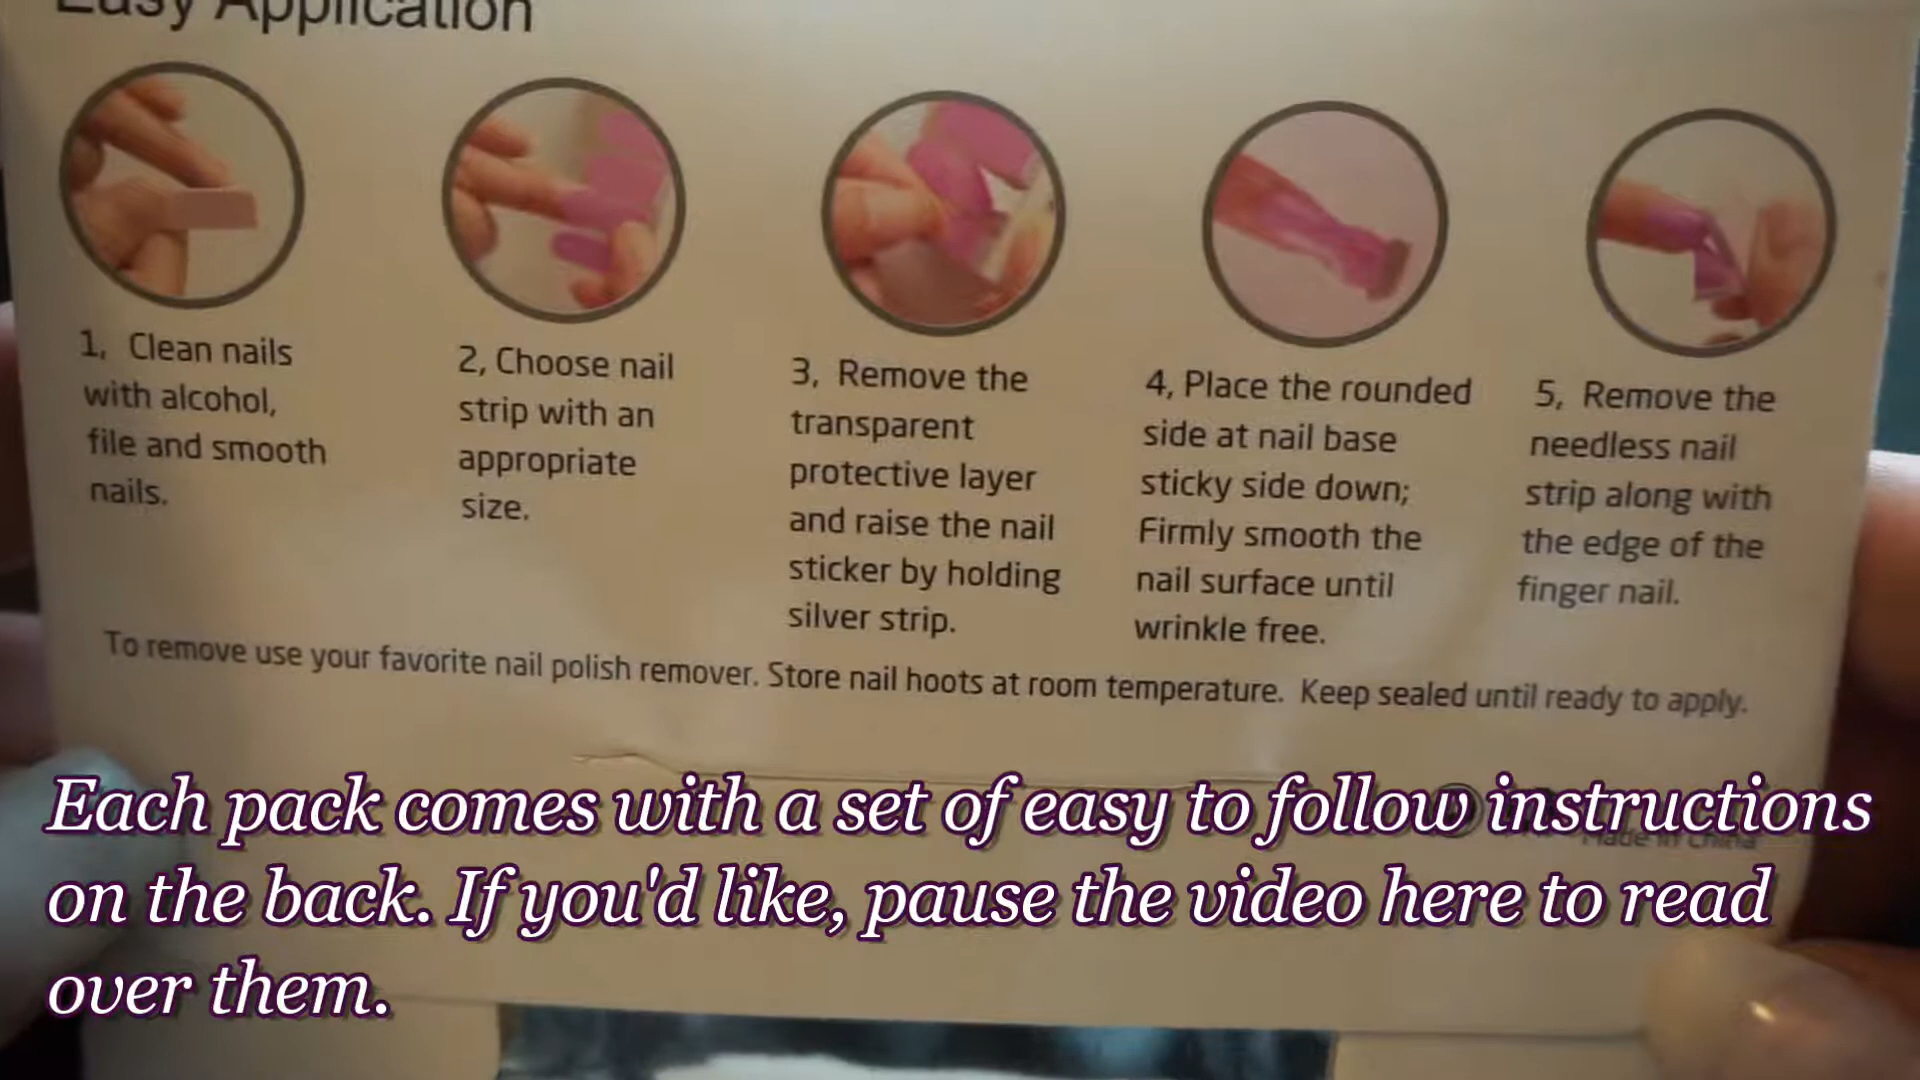 Easy Application
1, Clean nails
with alcohol,
file and smooth
nails.
2, Choose nail
strip with an
appropriate
size.
3, Remove the
transparent
protective layer
and raise the nail
sticker by holding
silver strip.
4, Place the rounded
side at nail base
sticky side down;
Firmly smooth the
nail surface until
wrinkle free.
5, Remove the
needless nail
strip along with
the edge of the
finger nail.
To remove use your favorite nail polish remover. Store nail hoots at room temperature. Keep sealed until ready to apply.
Made in China
Each pack comes with a set of easy to follow instructions
on the back. If you'd like, pause the video here to read
over them.